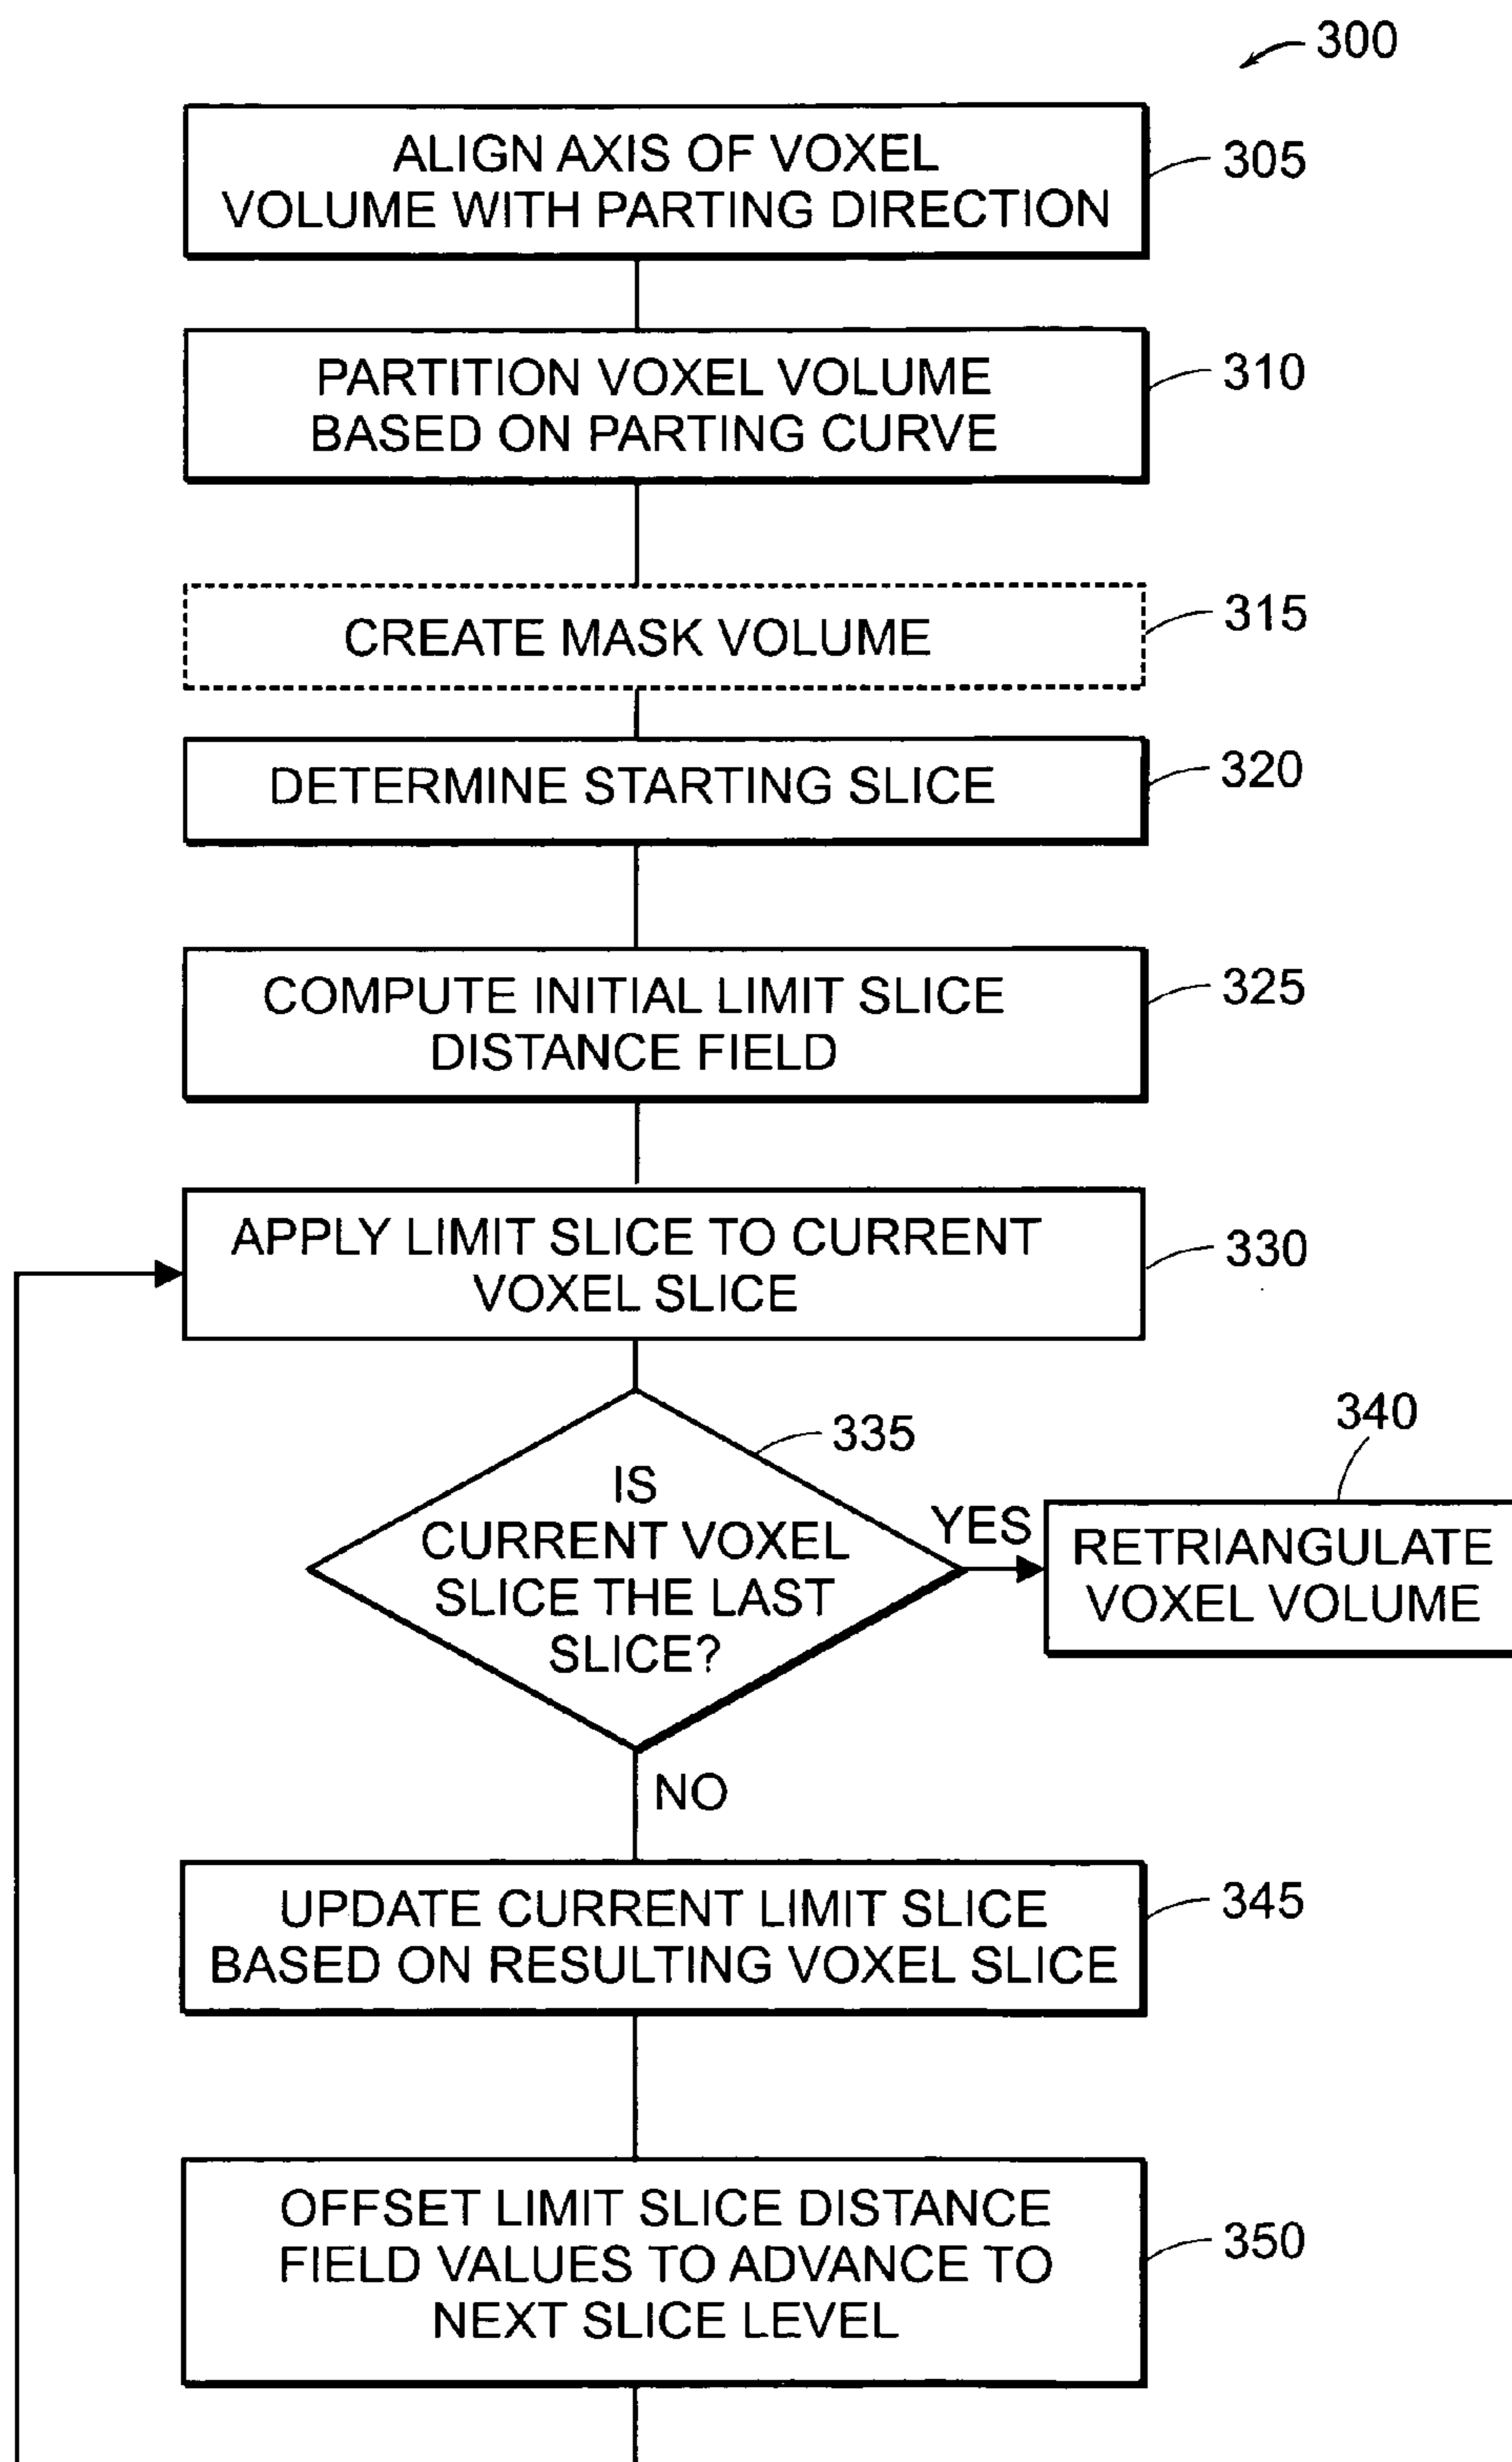 300
ALIGN AXIS OF VOXEL
VOLUME WITH PARTING DIRECTION
305
PARTITION VOXEL VOLUME
BASED ON PARTING CURVE
310
CREATE MASK VOLUME
315
DETERMINE STARTING SLICE
320
COMPUTE INITIAL LIMIT SLICE
DISTANCE FIELD
325
APPLY LIMIT SLICE TO CURRENT
VOXEL SLICE
330
IS
CURRENT VOXEL
SLICE THE LAST
SLICE?
335
YES
340
RETRIANGULATE
VOXEL VOLUME
NO
UPDATE CURRENT LIMIT SLICE
BASED ON RESULTING VOXEL SLICE
345
OFFSET LIMIT SLICE DISTANCE
FIELD VALUES TO ADVANCE TO
NEXT SLICE LEVEL
350